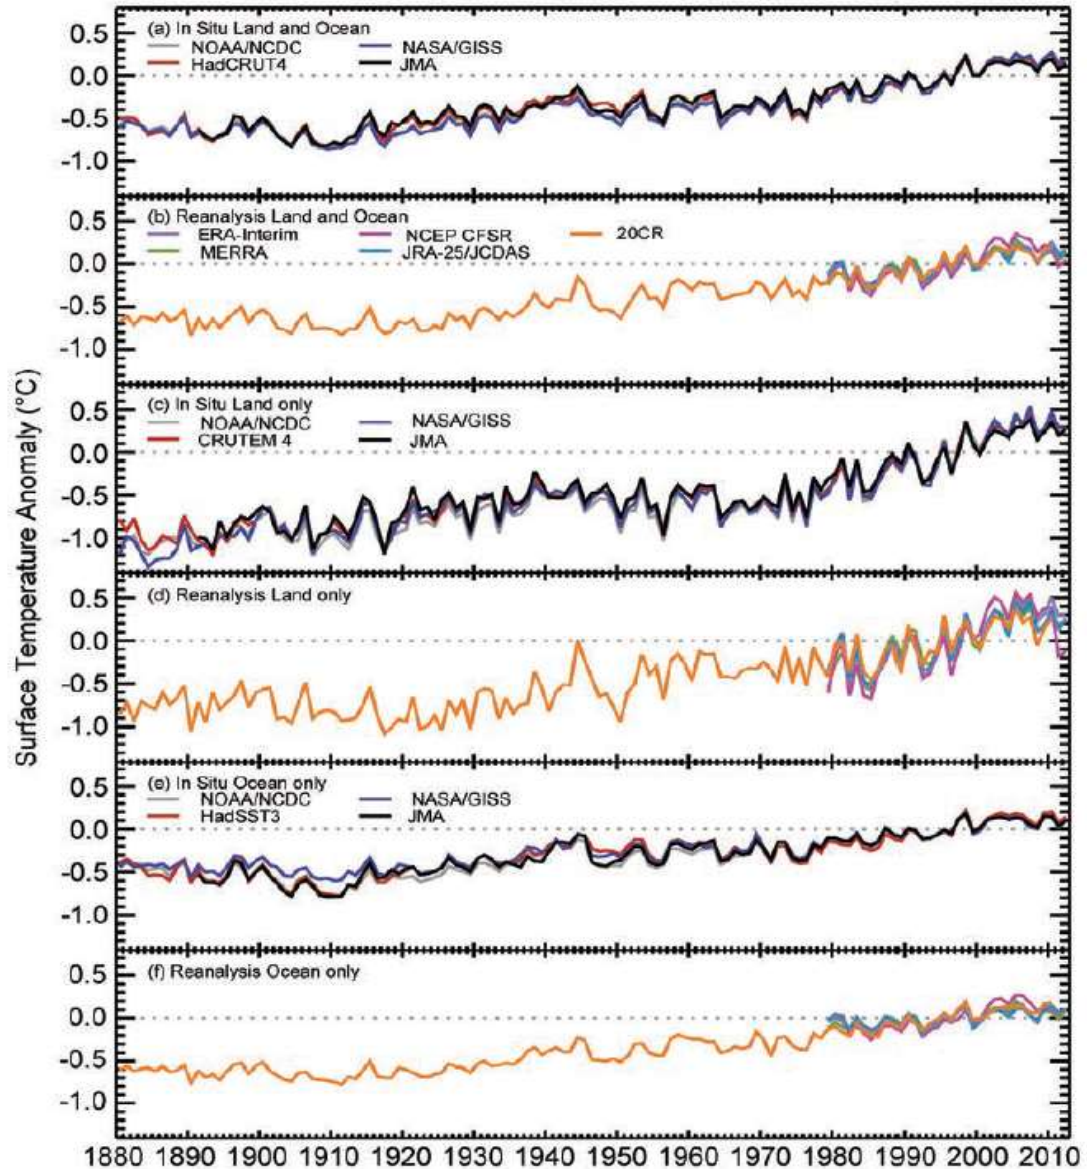 Surface Temperature Anomaly (°C)
(a) In Situ Land and Ocean
NOAA/NCDC NASA/GISS
HadCRUT4 JMA
0.5
0.0
-0.5
-1.0
(b) Reanalysis Land and Ocean
ERA-Interim NCEP CFSR 20CR
MERRA JRA-25/JCDAS
0.5
0.0
-0.5
-1.0
(c) In Situ Land only
NOAA/NCDC NASA/GISS
CRUTEM 4 JMA
0.5
0.0
-0.5
-1.0
(d) Reanalysis Land only
0.5
0.0
-0.5
-1.0
(e) In Situ Ocean only
NOAA/NCDC NASA/GISS
HadSST3 JMA
0.5
0.0
-0.5
-1.0
(f) Reanalysis Ocean only
0.5
0.0
-0.5
-1.0
1880 1890 1900 1910 1920 1930 1940 1950 1960 1970 1980 1990 2000 2010